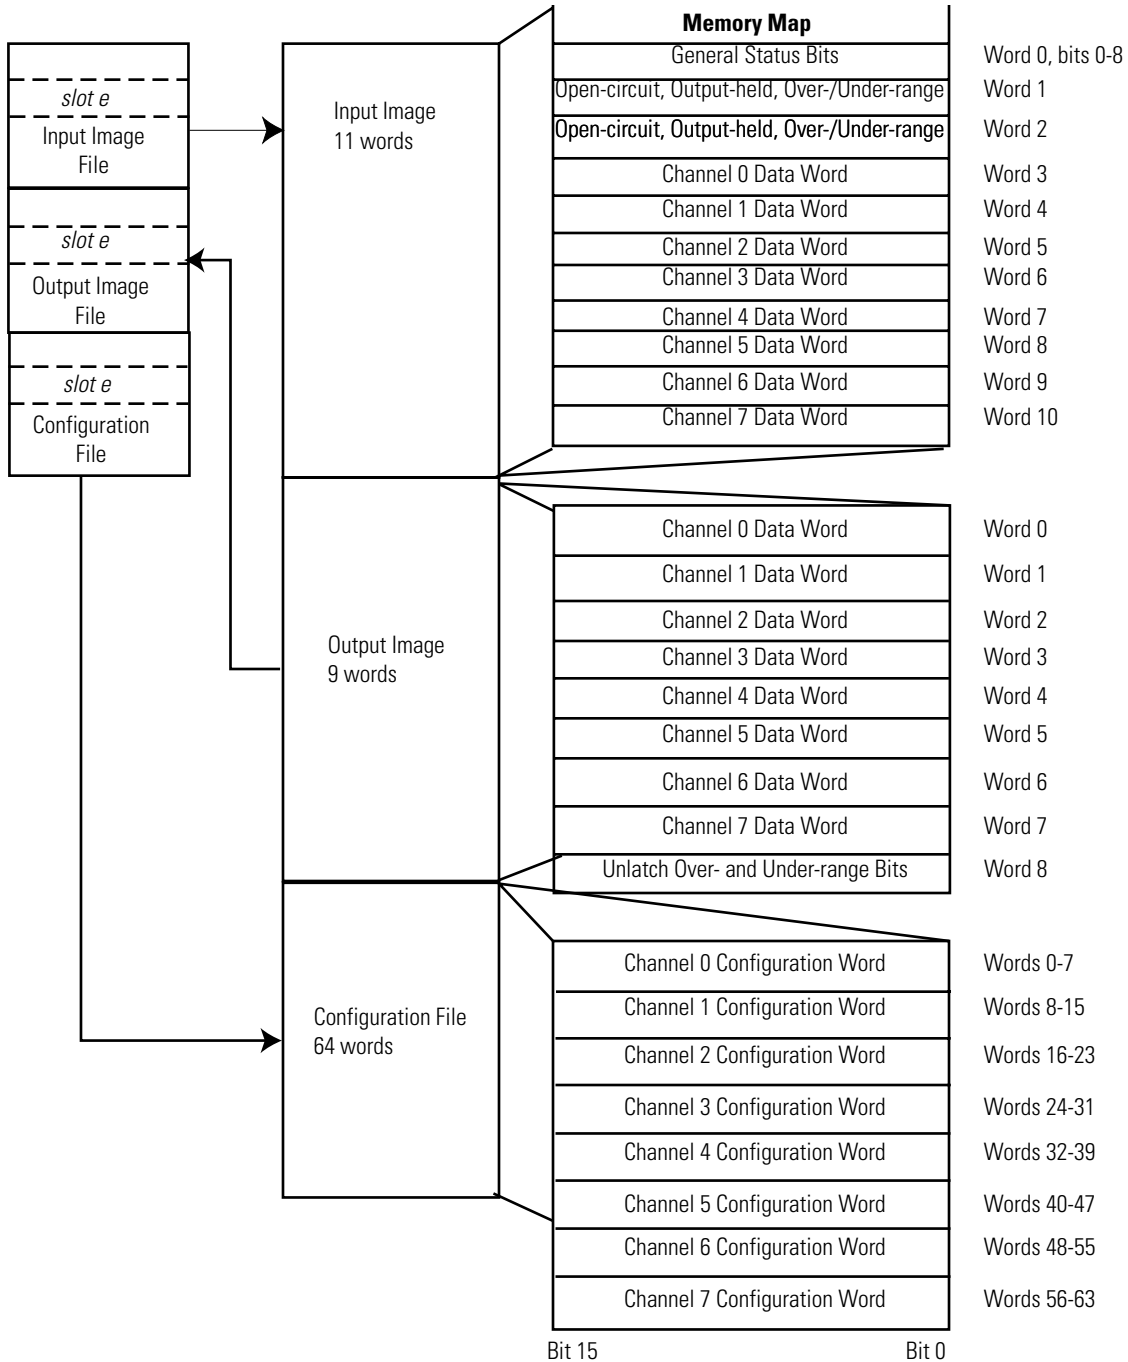 slot e
Input Image
File
slot e
Output Image
File
slot e
Configuration
File
Input Image
11 words
Output Image
9 words
Configuration File
64 words
Memory Map
General Status Bits Word 0, bits 0-8
Open-circuit, Output-held, Over-/Under-range Word 1
Open-circuit, Output-held, Over-/Under-range Word 2
Channel 0 Data Word Word 3
Channel 1 Data Word Word 4
Channel 2 Data Word Word 5
Channel 3 Data Word Word 6
Channel 4 Data Word Word 7
Channel 5 Data Word Word 8
Channel 6 Data Word Word 9
Channel 7 Data Word Word 10
Channel 0 Data Word Word 0
Channel 1 Data Word Word 1
Channel 2 Data Word Word 2
Channel 3 Data Word Word 3
Channel 4 Data Word Word 4
Channel 5 Data Word Word 5
Channel 6 Data Word Word 6
Channel 7 Data Word Word 7
Unlatch Over- and Under-range Bits Word 8
Channel 0 Configuration Word Words 0-7
Channel 1 Configuration Word Words 8-15
Channel 2 Configuration Word Words 16-23
Channel 3 Configuration Word Words 24-31
Channel 4 Configuration Word Words 32-39
Channel 5 Configuration Word Words 40-47
Channel 6 Configuration Word Words 48-55
Channel 7 Configuration Word Words 56-63
Bit 15 Bit 0